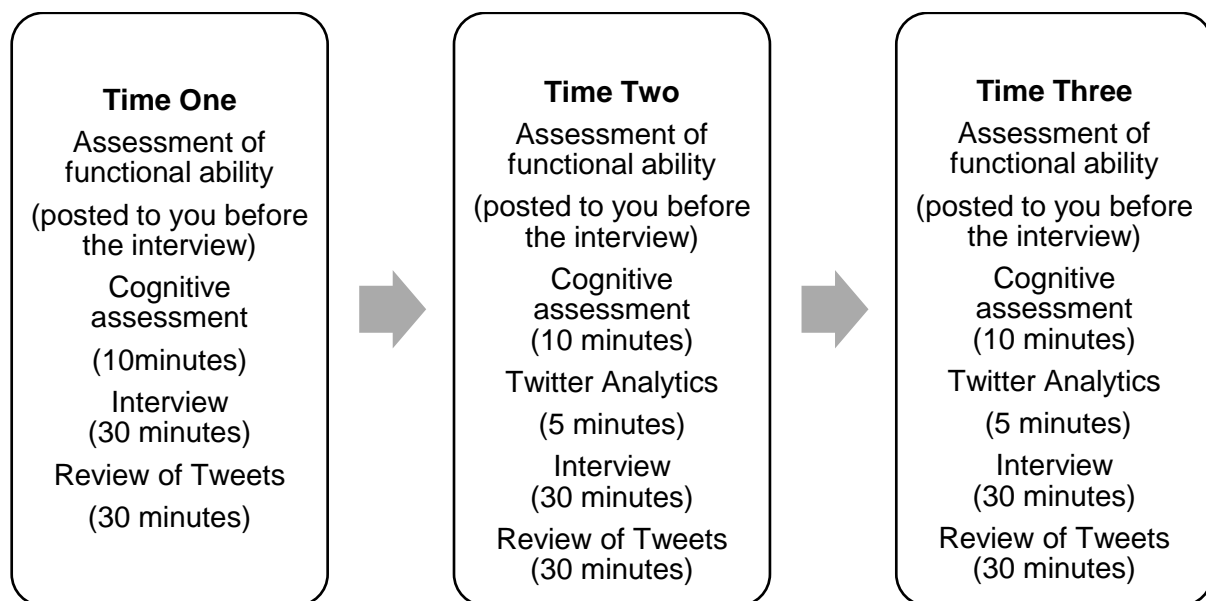 Time One
Assessment of
functional ability
(posted to you before
the interview)
Cognitive
assessment
(10minutes)
Interview
(30 minutes)
Review of Tweets
(30 minutes)
Time Two
Assessment of
functional ability
(posted to you before
the interview)
Cognitive
assessment
(10 minutes)
Twitter Analytics
(5 minutes)
Interview
(30 minutes)
Review of Tweets
(30 minutes)
Time Three
Assessment of
functional ability
(posted to you before
the interview)
Cognitive
assessment
(10 minutes)
Twitter Analytics
(5 minutes)
Interview
(30 minutes)
Review of Tweets
(30 minutes)